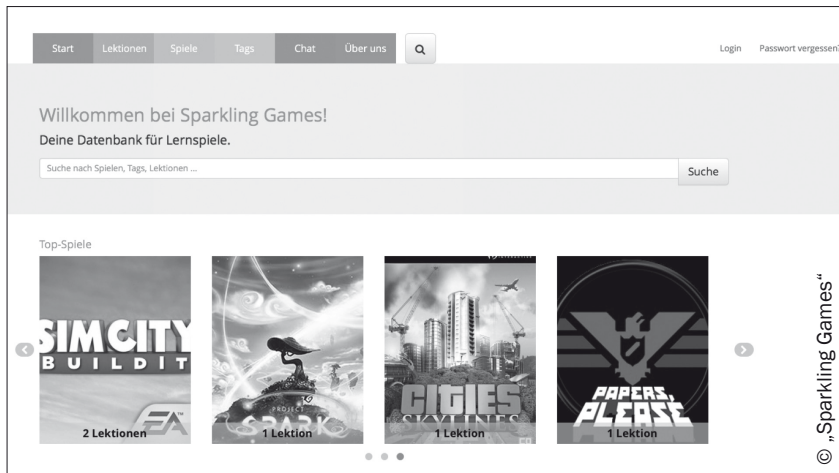 Start Lektionen Spiele Tags Chat Über uns
Login Passwort vergessen?
Willkommen bei Sparkling Games!
Deine Datenbank für Lernspiele.
Suche nach Spielen, Tags, Lektionen ...
Suche
Top-Spiele
SIMCITY
BUILDIT
EA
2 Lektionen
PROJECT
SPARK
1 Lektion
CITIES
SKYLINES
1 Lektion
PAPERS,
PLEASE
1 Lektion
© „Sparkling Games“